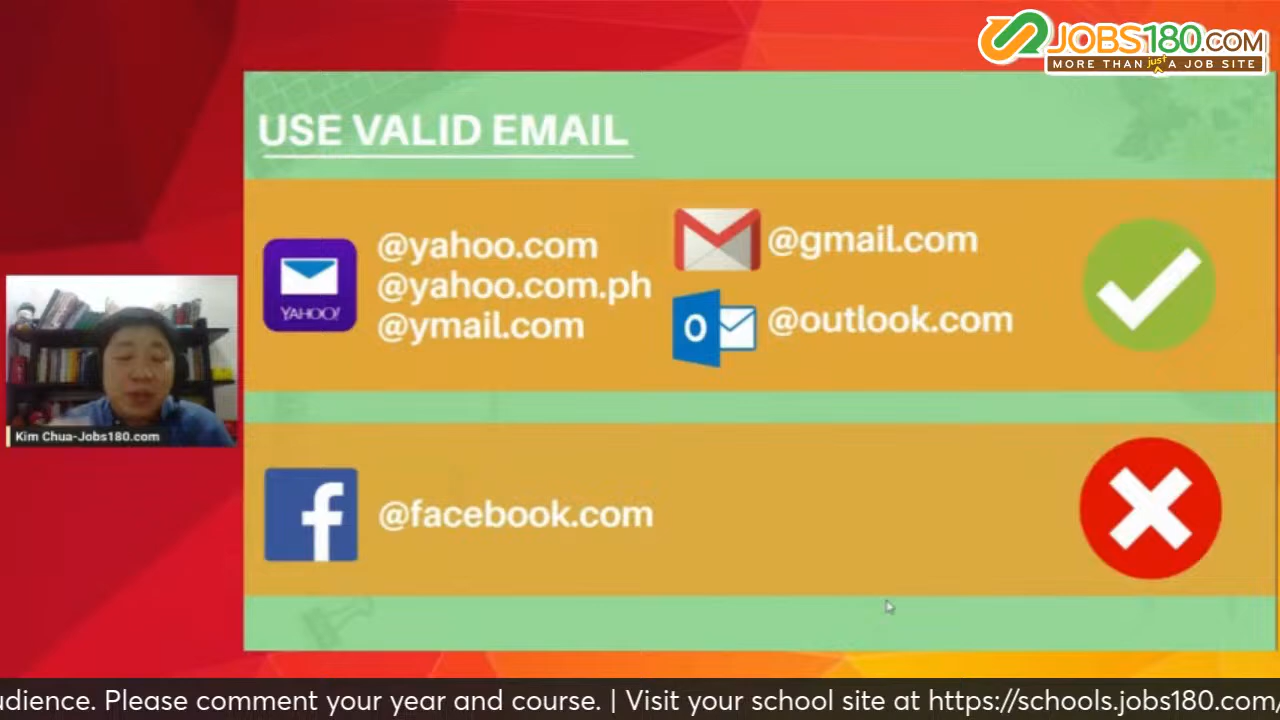 JOBS180.COM
MORE THAN just A JOB SITE
USE VALID EMAIL
YAHOO!
@yahoo.com
@yahoo.com.ph
@ymail.com
@gmail.com
O
@outlook.com
Kim Chua-Jobs180.com
f
@facebook.com
udience. Please comment your year and course. | Visit your school site at https://schools.jobs180.com/